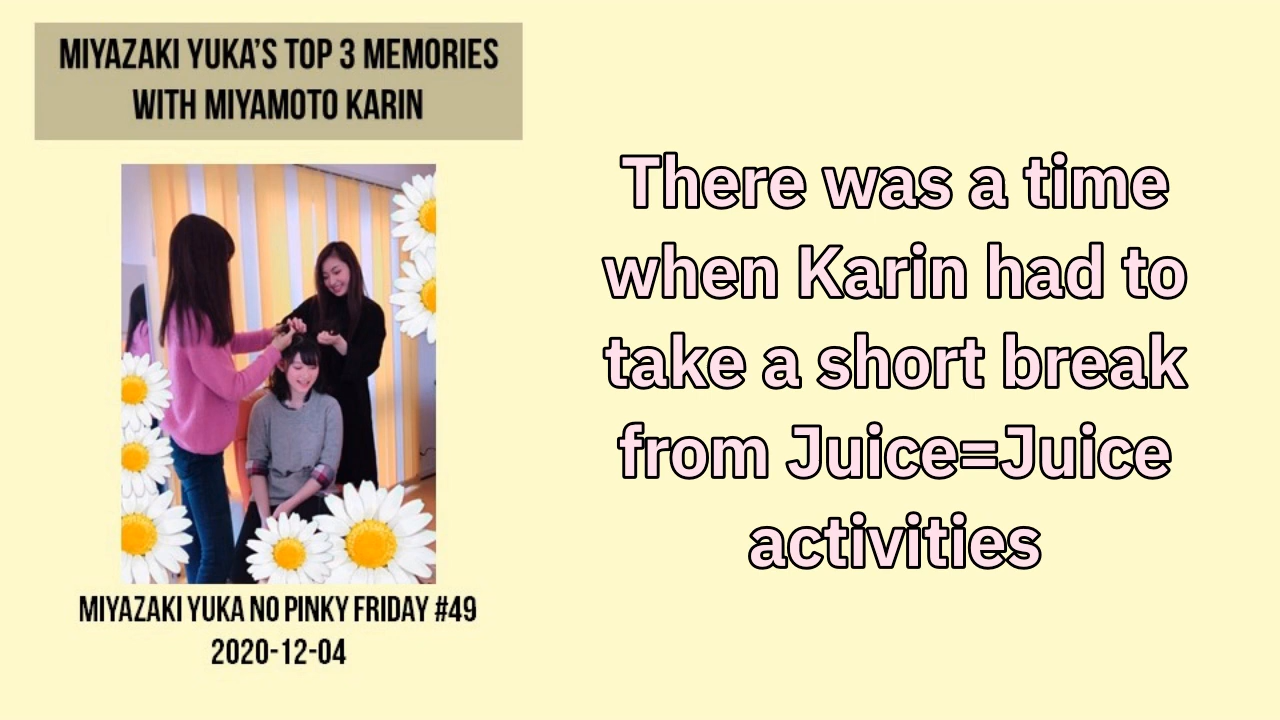 MIYAZAKI YUKA'S TOP 3 MEMORIES
WITH MIYAMOTO KARIN
MIYAZAKI YUKA NO PINKY FRIDAY #49
2020-12-04
There was a time
when Karin had to
take a short break
from Juice=Juice
activities